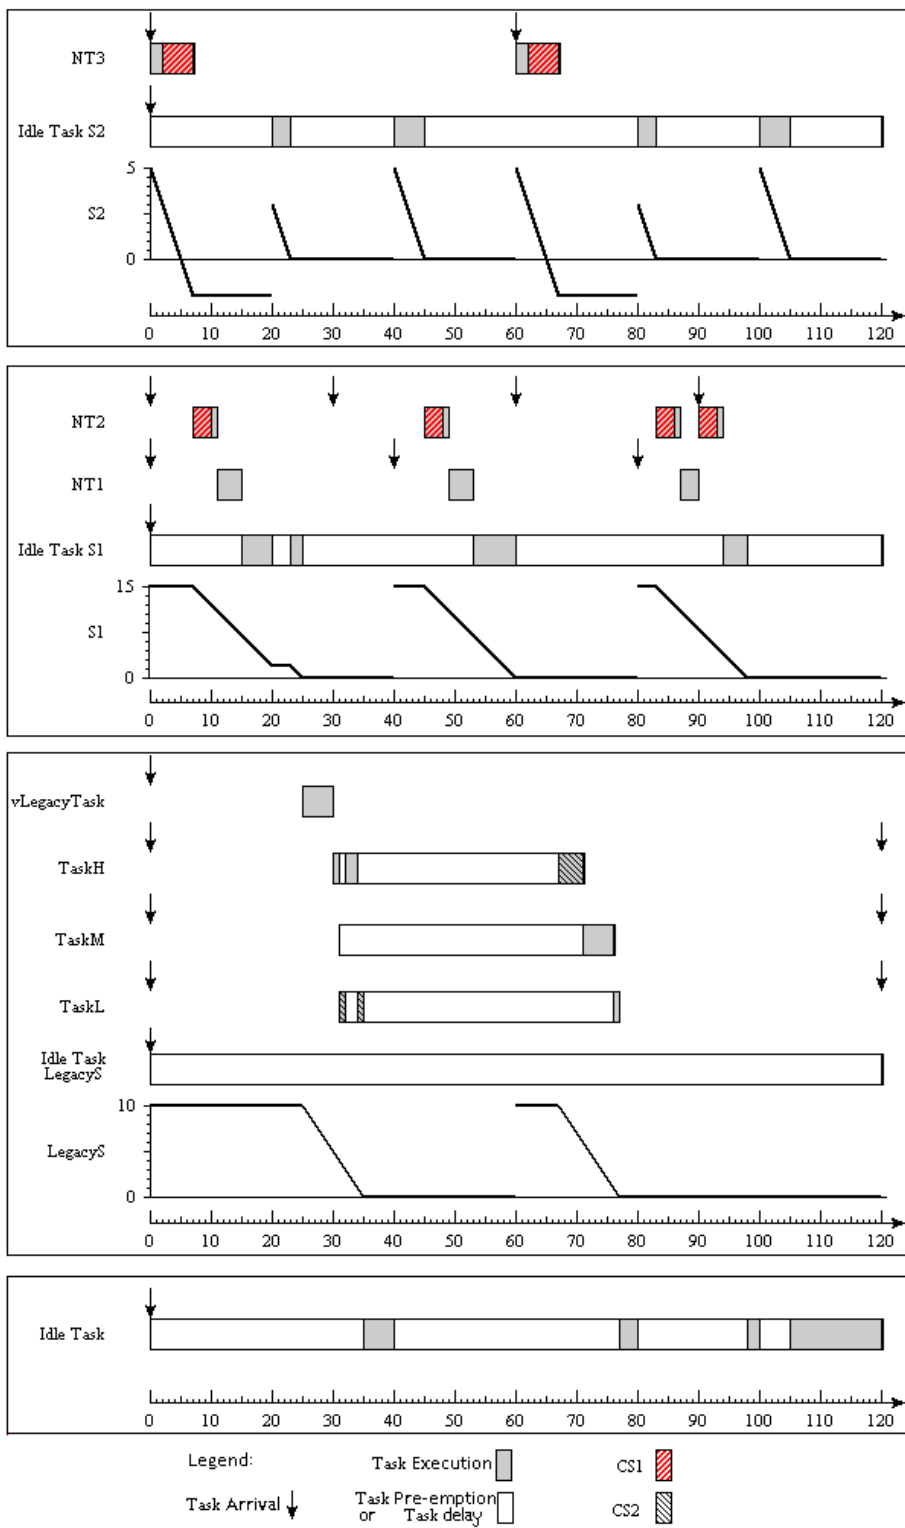 NT3
Idle Task S2
5
S2
0
0 10 20 30 40 50 60 70 80 90 100 110 120
NT2
NT1
Idle Task S1
15
S1
0
0 10 20 30 40 50 60 70 80 90 100 110 120
vLegacyTask
TaskH
TaskM
TaskL
Idle Task
LegacyS
10
LegacyS
0
0 10 20 30 40 50 60 70 80 90 100 110 120
Idle Task
0 10 20 30 40 50 60 70 80 90 100 110 120
Legend:
Task Execution
CS1
Task Arrival
Task Pre-emption
or Task delay
CS2